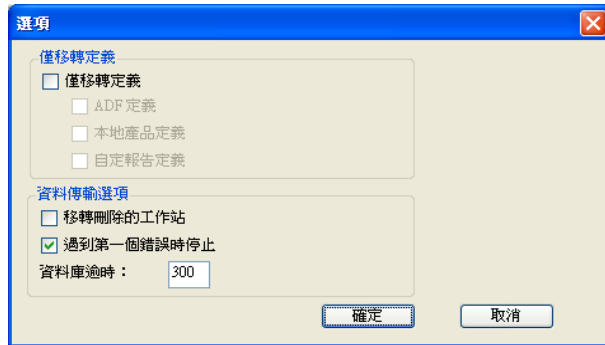 選項
僅移轉定義
僅移轉定義
ADF 定義
本地產品定義
自定報告定義
資料傳輸選項
移轉刪除的工作站
遇到第一個錯誤時停止
資料庫逾時： 300
確定 取消